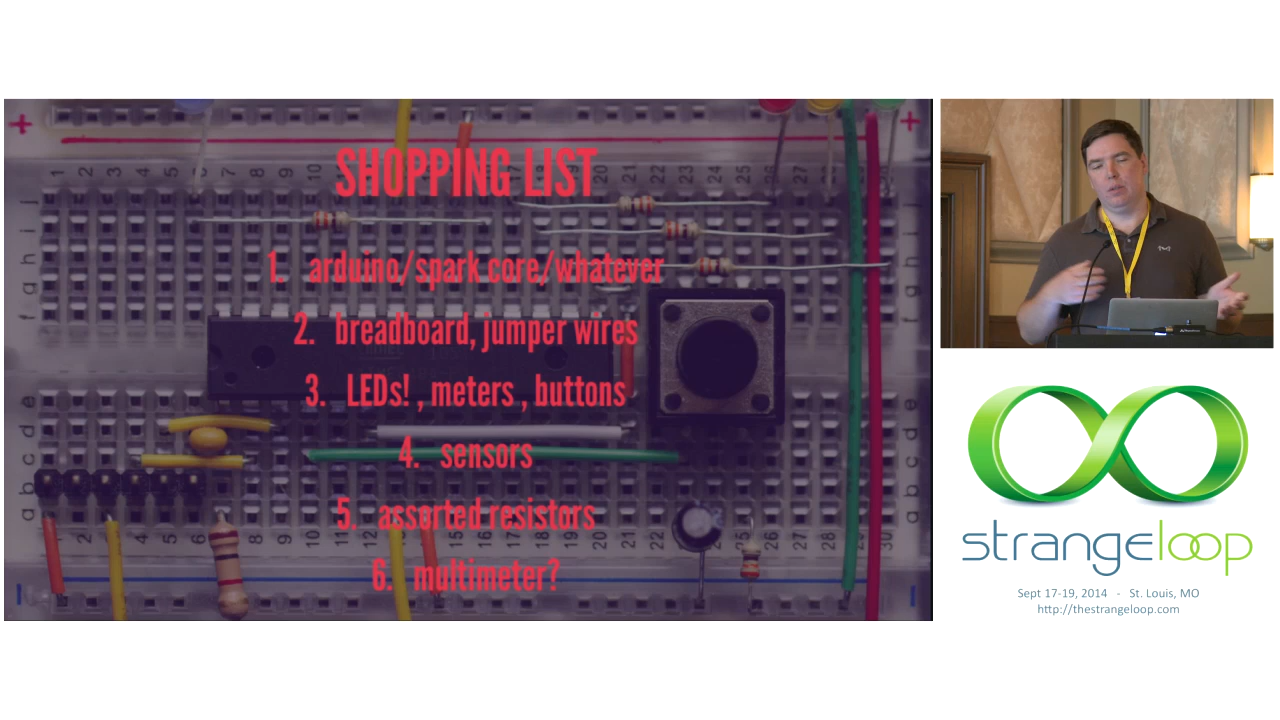 SHOPPING LIST
1. arduino/spark core/whatever
2. breadboard, jumper wires
3. LEDs! , meters , buttons
4. sensors
5. assorted resistors
6. multimeter?
strangeloop
Sept 17-19, 2014 - St. Louis, MO
http://thestrangeloop.com